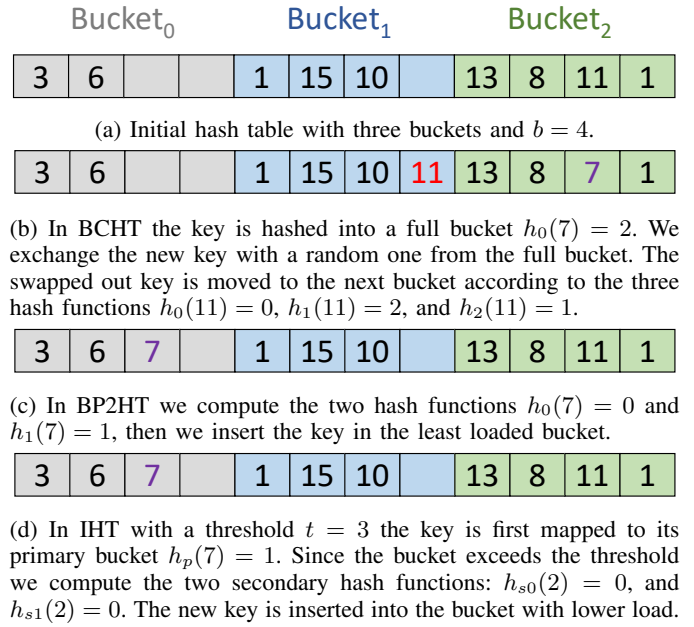 Bucket₀ Bucket₁ Bucket₂
3 6 1 15 10 13 8 11 1
(a) Initial hash table with three buckets and b = 4.
3 6 1 15 10 11 13 8 7 1
(b) In BCHT the key is hashed into a full bucket h₀(7) = 2. We
exchange the new key with a random one from the full bucket. The
swapped out key is moved to the next bucket according to the three
hash functions h₀(11) = 0, h₁(11) = 2, and h₂(11) = 1.
3 6 7 1 15 10 13 8 11 1
(c) In BP2HT we compute the two hash functions h₀(7) = 0 and
h₁(7) = 1, then we insert the key in the least loaded bucket.
3 6 7 1 15 10 13 8 11 1
(d) In IHT with a threshold t = 3 the key is first mapped to its
primary bucket hₚ(7) = 1. Since the bucket exceeds the threshold
we compute the two secondary hash functions: hₛ₀(2) = 0, and
hₛ₁(2) = 0. The new key is inserted into the bucket with lower load.